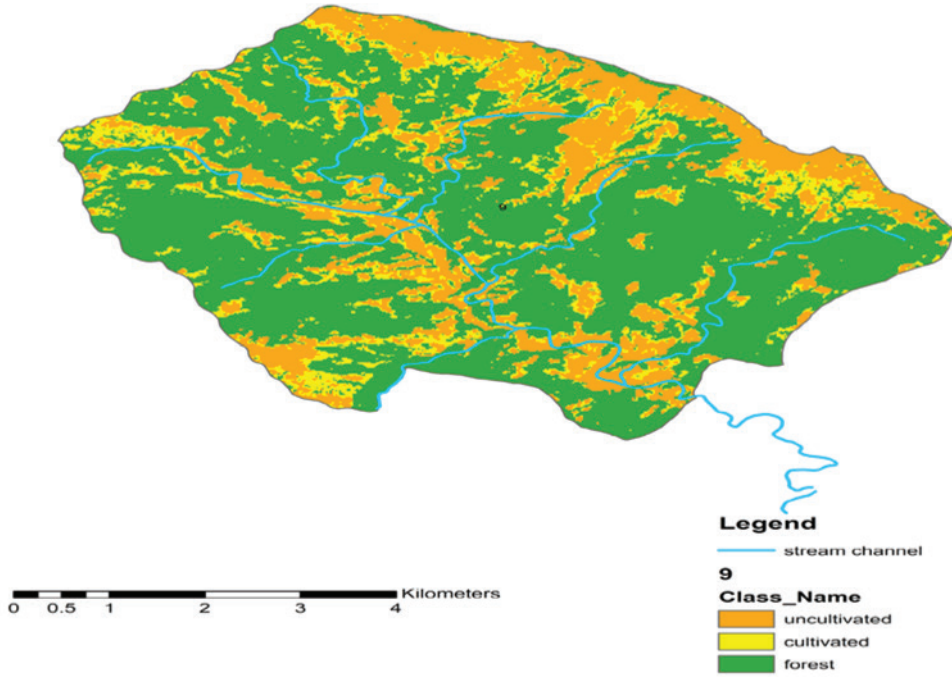 Legend
stream channel
9
Class_Name
uncultivated
cultivated
forest
Kilometers
0 0.5 1 2 3 4